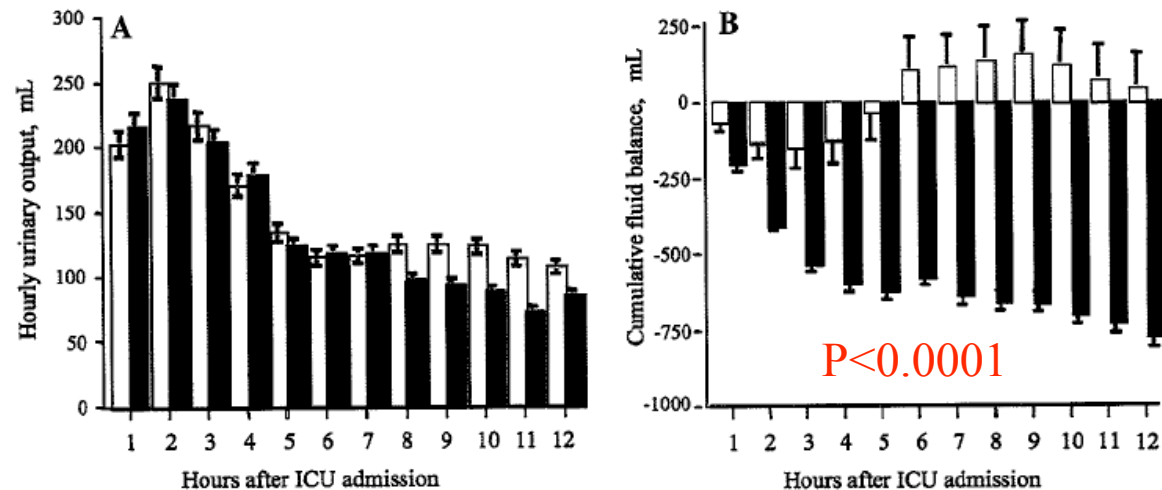 A
Hourly urinary output, mL
300
250
200
150
100
50
0
1 2 3 4 5 6 7 8 9 10 11 12
Hours after ICU admission
B
Cumulative fluid balance, mL
250
0
-250
-500
-750
-1000
P<0.0001
1 2 3 4 5 6 7 8 9 10 11 12
Hours after ICU admission